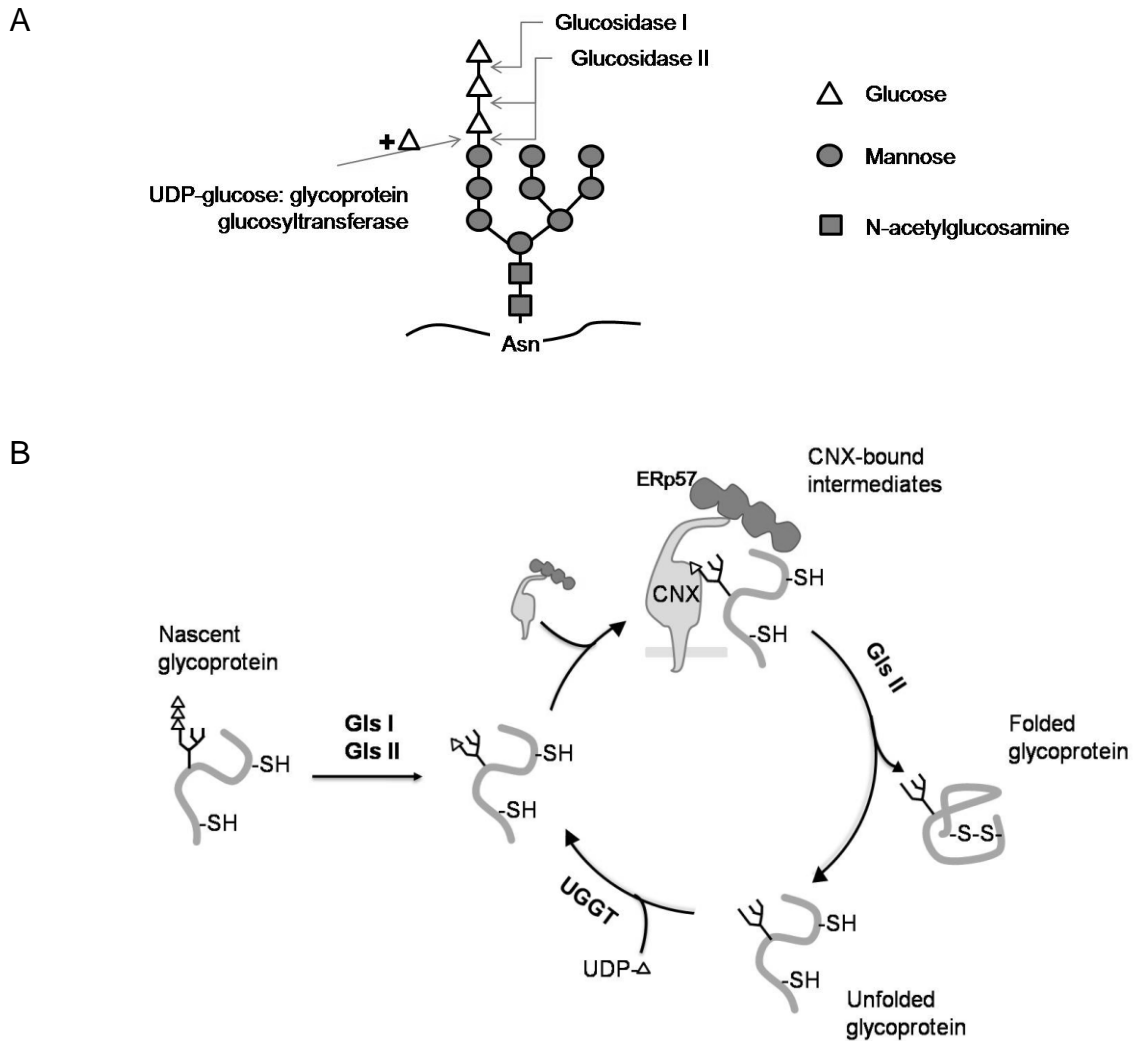 A
Glucosidase I
Glucosidase II
Glucose
+
Mannose
UDP-glucose: glycoprotein
glucosyltransferase
N-acetylglucosamine
Asn
B
ERp57
CNX-bound
intermediates
CNX
-SH
-SH
Nascent
glycoprotein
Gls I
Gls II
-SH
-SH
-SH
-SH
Gls II
Folded
glycoprotein
-S-S-
UGGT
UDP-
-SH
-SH
Unfolded
glycoprotein